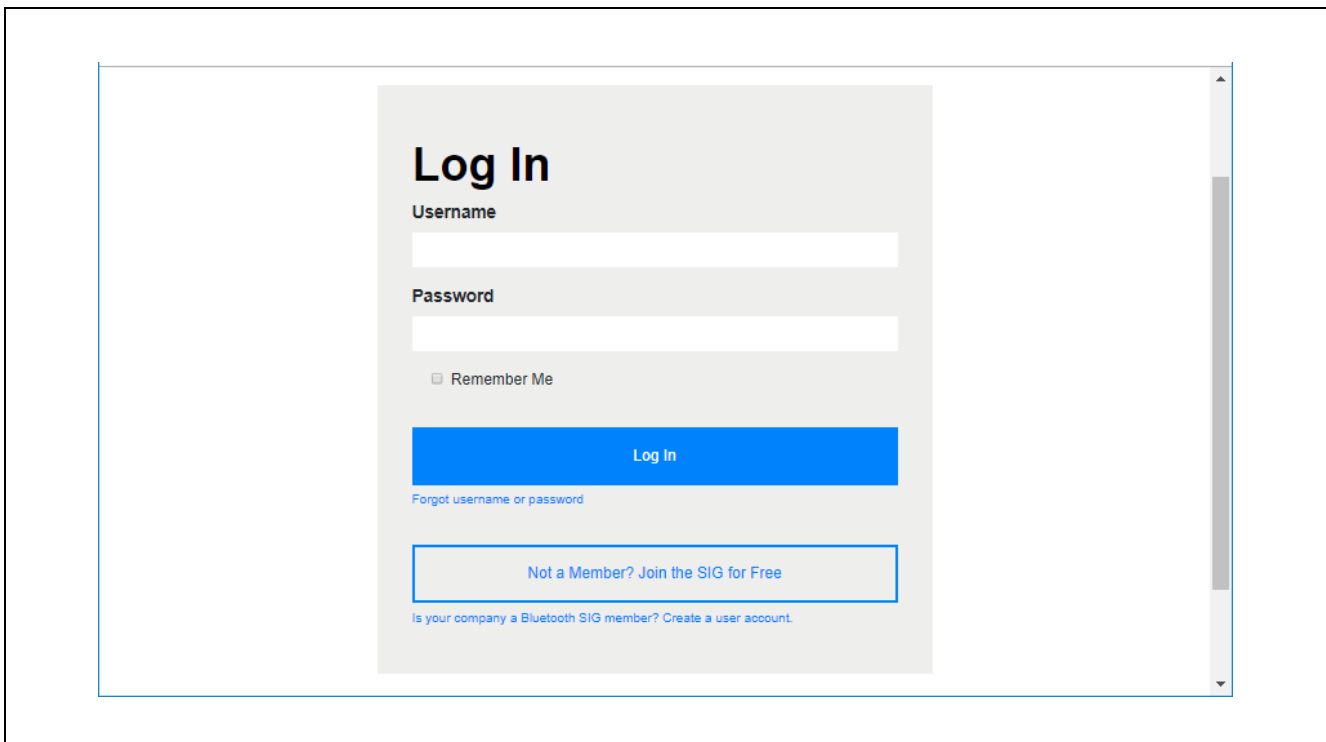 Log In
Username
Password
Remember Me
Log In
Forgot username or password
Not a Member? Join the SIG for Free
Is your company a Bluetooth SIG member? Create a user account.